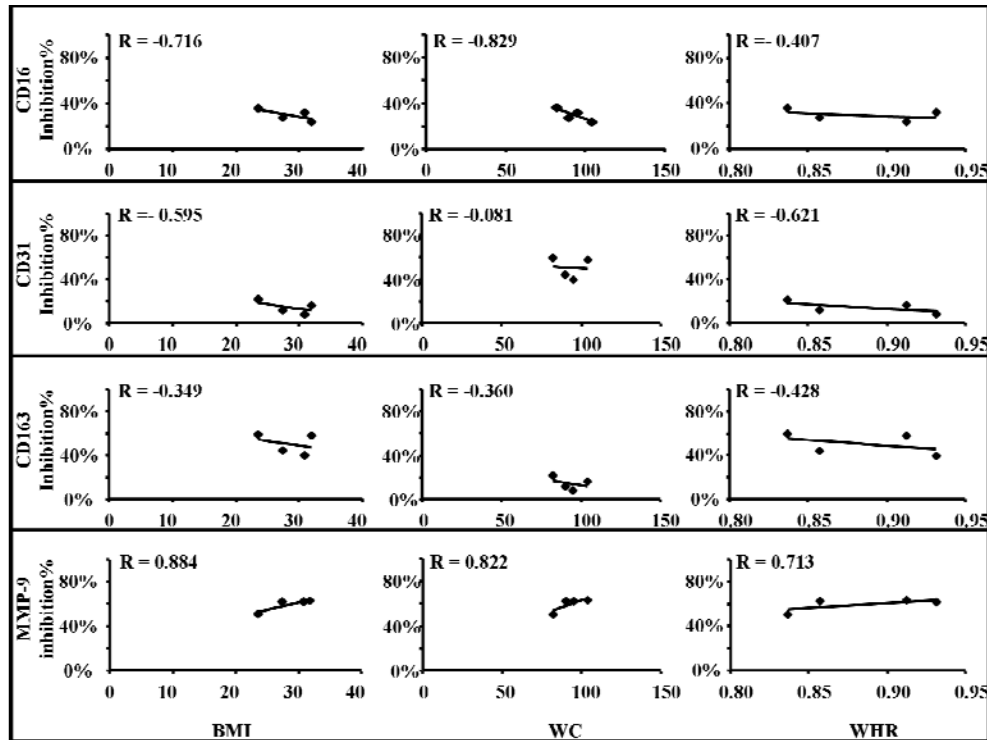 R = -0.716
R = -0.829
R =- 0.407
CD16
Inhibition%
80%
40%
0%
80%
40%
0%
80%
40%
0%
0 10 20 30 40
0 50 100 150
0.80 0.85 0.90 0.95
R =- 0.595
R = -0.081
R = -0.621
CD31
Inhibition%
80%
40%
0%
80%
40%
0%
80%
40%
0%
0 10 20 30 40
0 50 100 150
0.80 0.85 0.90 0.95
R = -0.349
R = -0.360
R = -0.428
CD163
Inhibition%
80%
40%
0%
80%
40%
0%
80%
40%
0%
0 10 20 30 40
0 50 100 150
0.80 0.85 0.90 0.95
R = 0.884
R = 0.822
R = 0.713
MMP-9
inhibition%
80%
40%
0%
80%
40%
0%
80%
40%
0%
0 10 20 30 40
0 50 100 150
0.80 0.85 0.90 0.95
BMI
WC
WHR